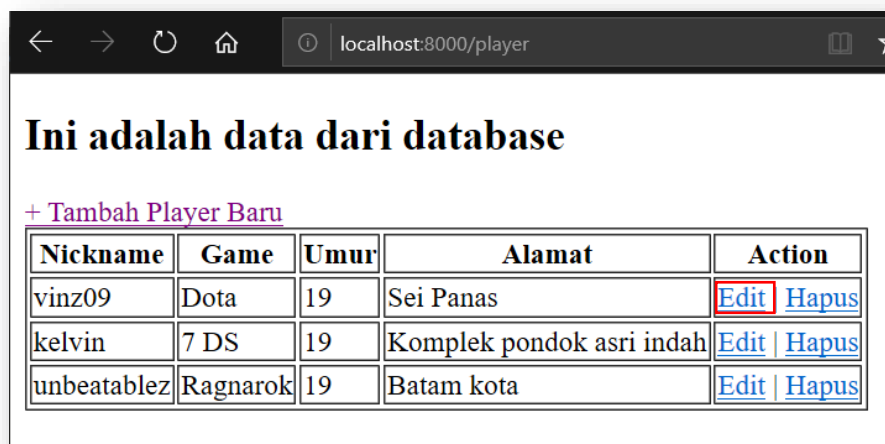 localhost:8000/player
Ini adalah data dari database
+ Tambah Player Baru
Nickname Game Umur Alamat Action
vinz09 Dota 19 Sei Panas Edit | Hapus
kelvin 7 DS 19 Komplek pondok asri indah Edit | Hapus
unbeatablez Ragnarok 19 Batam kota Edit | Hapus